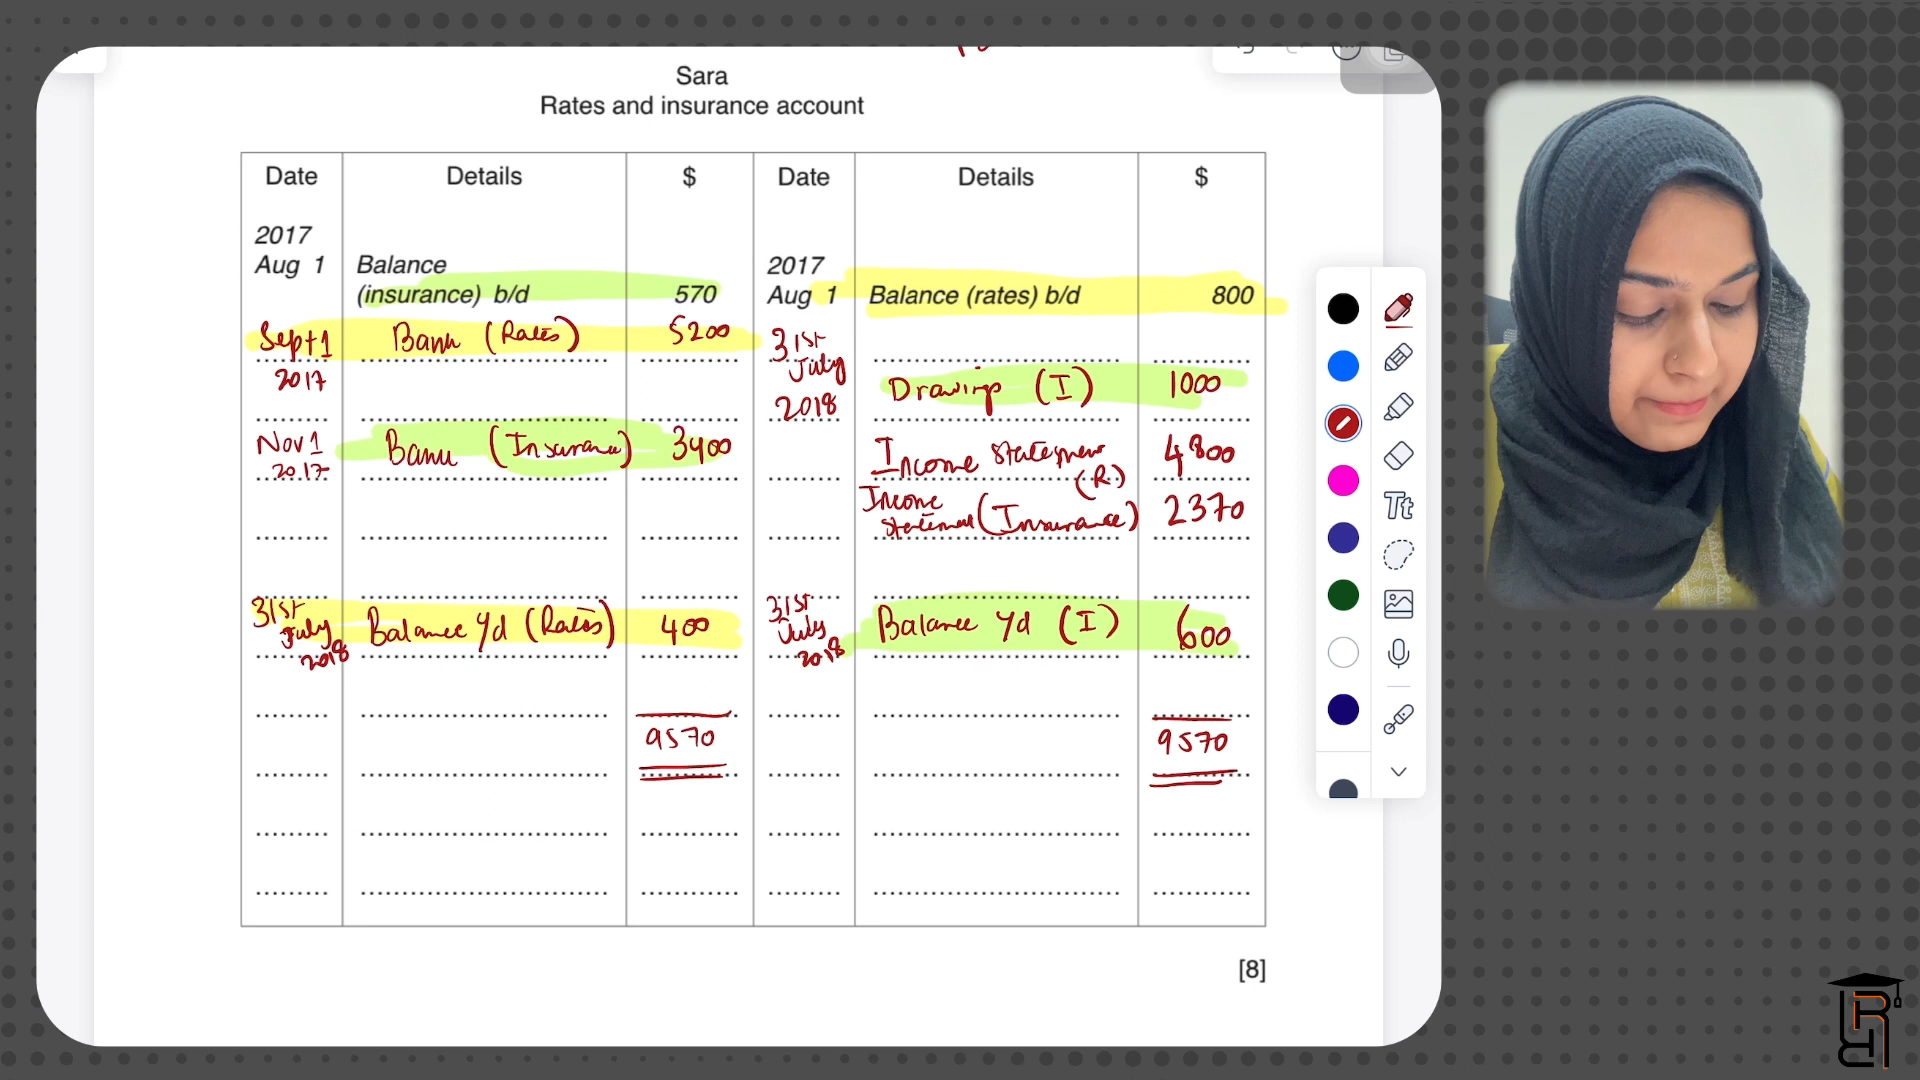 Sara
Rates and insurance account
Date Details $ Date Details $
2017
Aug 1 Balance 2017
(insurance) b/d 570 Aug 1 Balance (rates) b/d 800
Sept 1 Bank (Rates) 5200 31st
2017 July
2018 Drawings (I) 1000
Nov 1 Bank (Insurance) 3400 Income statement 4800
2017 (R)
Income
statement (Insurance) 2370
31st Balance c/d (Rates) 400 31st Balance c/d (I) 600
July July
2018 2018
9570 9570
[8]
Tt